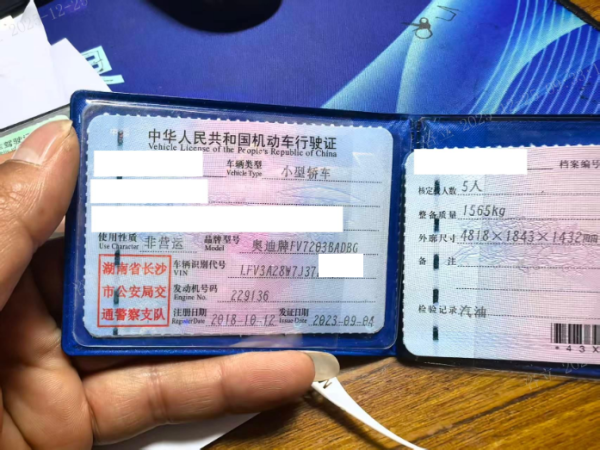 中华人民共和国机动车行驶证
Vehicle License of the People's Republic of China
车辆类型 小型轿车
Vehicle Type
使用性质 非营运 品牌型号 奥迪牌FV7203BADBG
Use Character Model
湖南省长沙
市公安局交
通警察支队
车辆识别代号 LFV3A28W7J37
VIN
发动机号码 229136
Engine No.
注册日期 2018-10-12 发证日期 2023-09-04
Register Date Issue Date
档案编号
核定载人数 5人
整备质量 1565kg
外廓尺寸 4818×1843×1432
检验记录 汽油
*43X